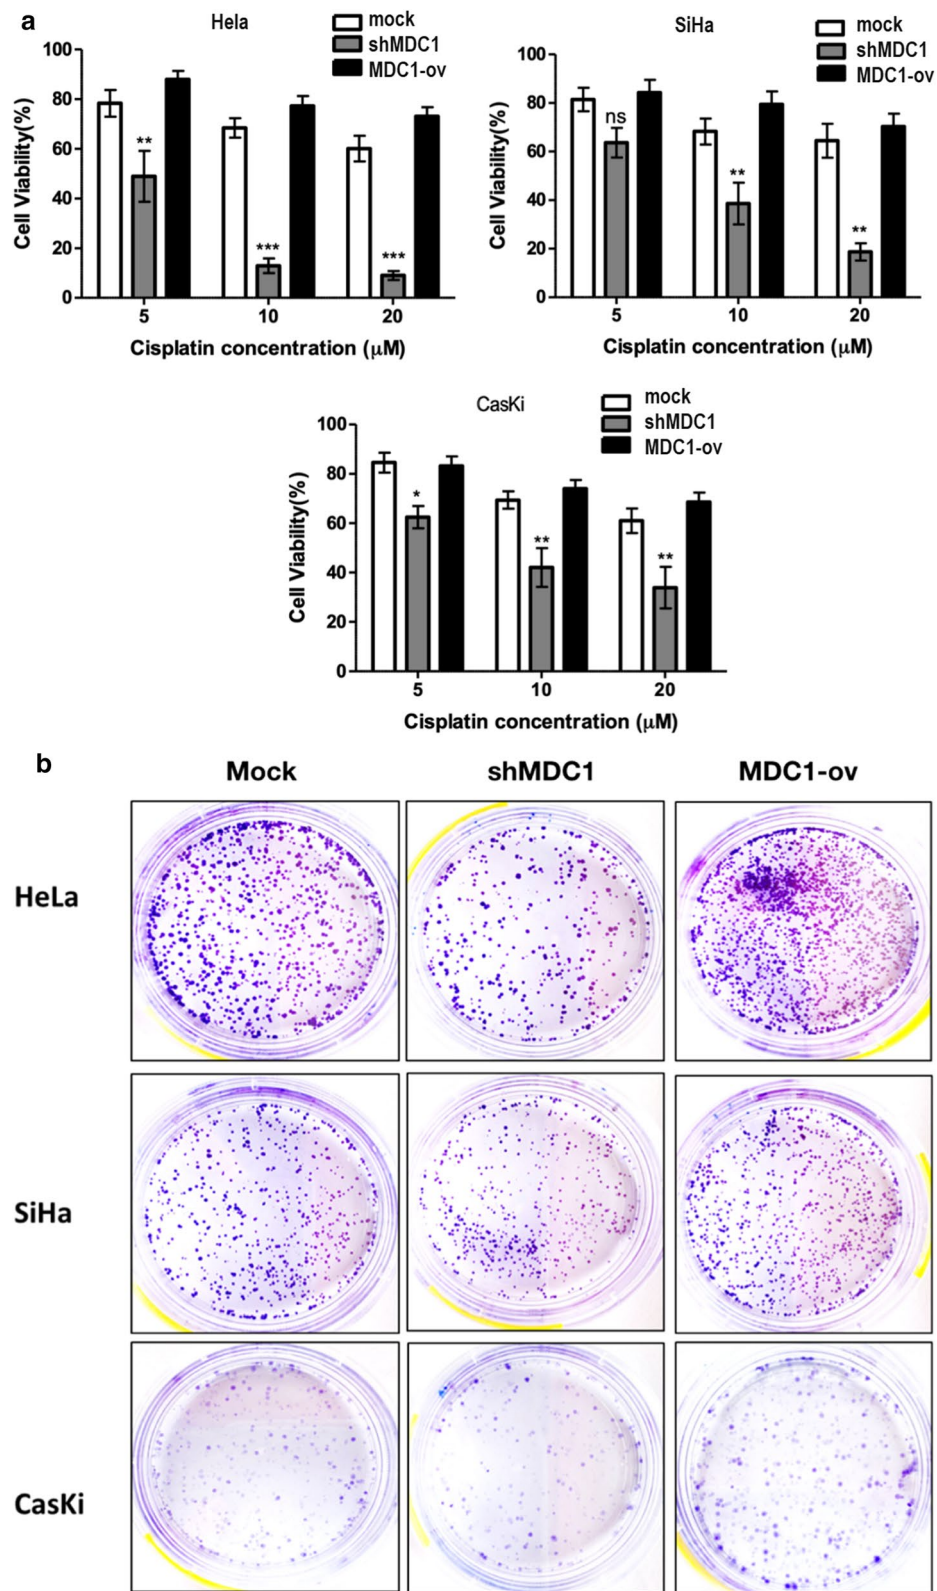 a
Hela
mock
shMDC1
MDC1-ov
Cell Viability(%)
100
80
60
40
20
0
**
***
***
5 10 20
Cisplatin concentration (μM)
SiHa
mock
shMDC1
MDC1-ov
Cell Viability(%)
100
80
60
40
20
0
ns
**
**
5 10 20
Cisplatin concentration (μM)
CasKi
mock
shMDC1
MDC1-ov
Cell Viability(%)
100
80
60
40
20
0
*
**
**
5 10 20
Cisplatin concentration (μM)
b
Mock shMDC1 MDC1-ov
HeLa
SiHa
CasKi